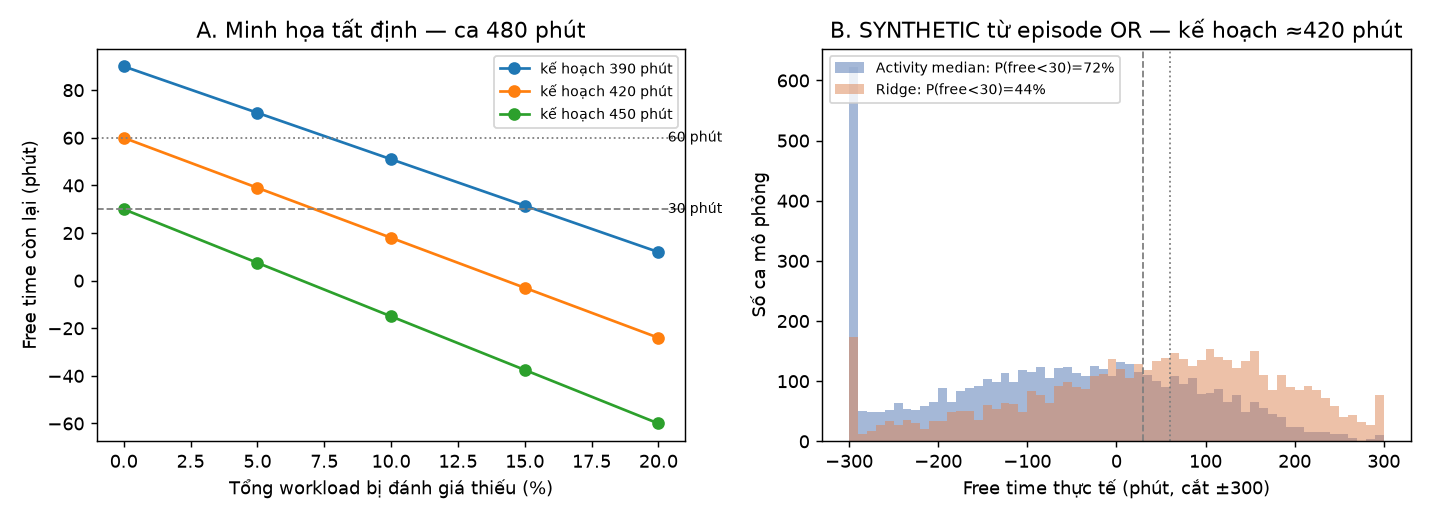 A. Minh họa tất định — ca 480 phút
kế hoạch 390 phút
kế hoạch 420 phút
kế hoạch 450 phút
60 phút
30 phút
Free time còn lại (phút)
80
60
40
20
0
−20
−40
−60
0.0 2.5 5.0 7.5 10.0 12.5 15.0 17.5 20.0
Tổng workload bị đánh giá thiếu (%)
B. SYNTHETIC từ episode OR — kế hoạch ≈420 phút
Activity median: P(free<30)=72%
Ridge: P(free<30)=44%
Số ca mô phỏng
600
500
400
300
200
100
0
−300 −200 −100 0 100 200 300
Free time thực tế (phút, cắt ±300)